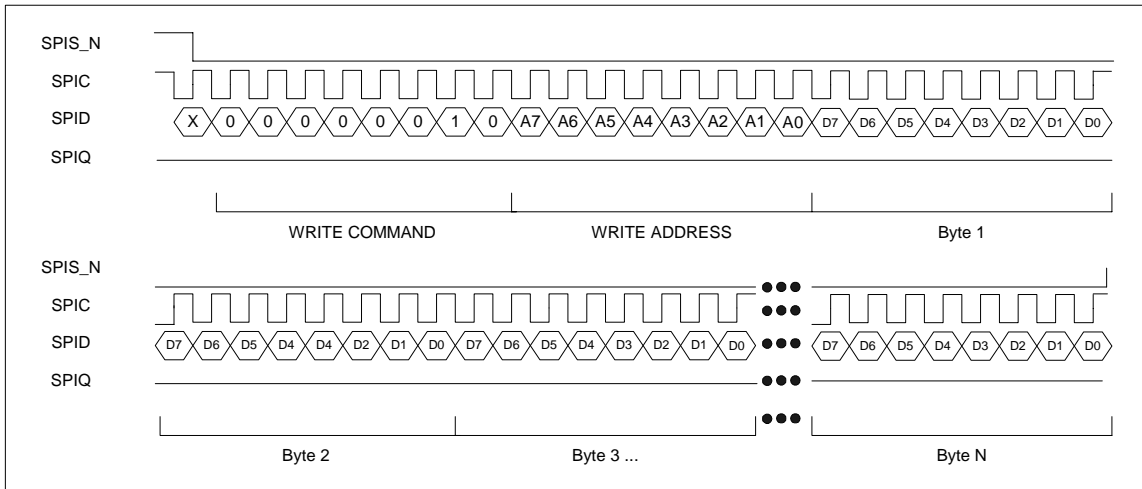 SPIS_N
SPIC
SPID X 0 0 0 0 0 0 1 0 A7 A6 A5 A4 A3 A2 A1 A0 D7 D6 D5 D4 D3 D2 D1 D0
SPIQ
WRITE COMMAND WRITE ADDRESS Byte 1
SPIS_N
SPIC
SPID D7 D6 D5 D4 D4 D2 D1 D0 D7 D6 D5 D4 D3 D2 D1 D0 D7 D6 D5 D4 D3 D2 D1 D0
SPIQ
Byte 2 Byte 3 ... Byte N